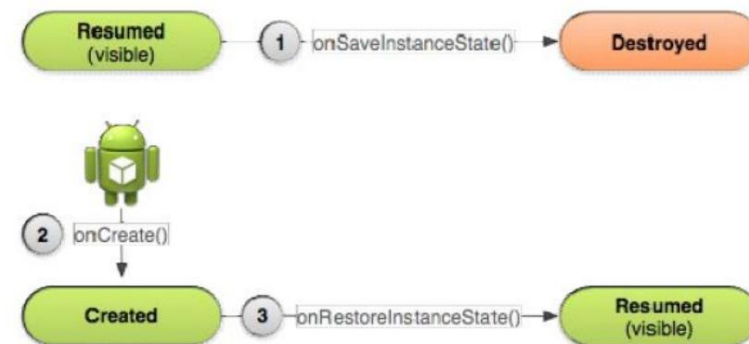 Resumed
(visible)
1
onSaveInstanceState()
Destroyed
2
onCreate()
Created
3
onRestoreInstanceState()
Resumed
(visible)